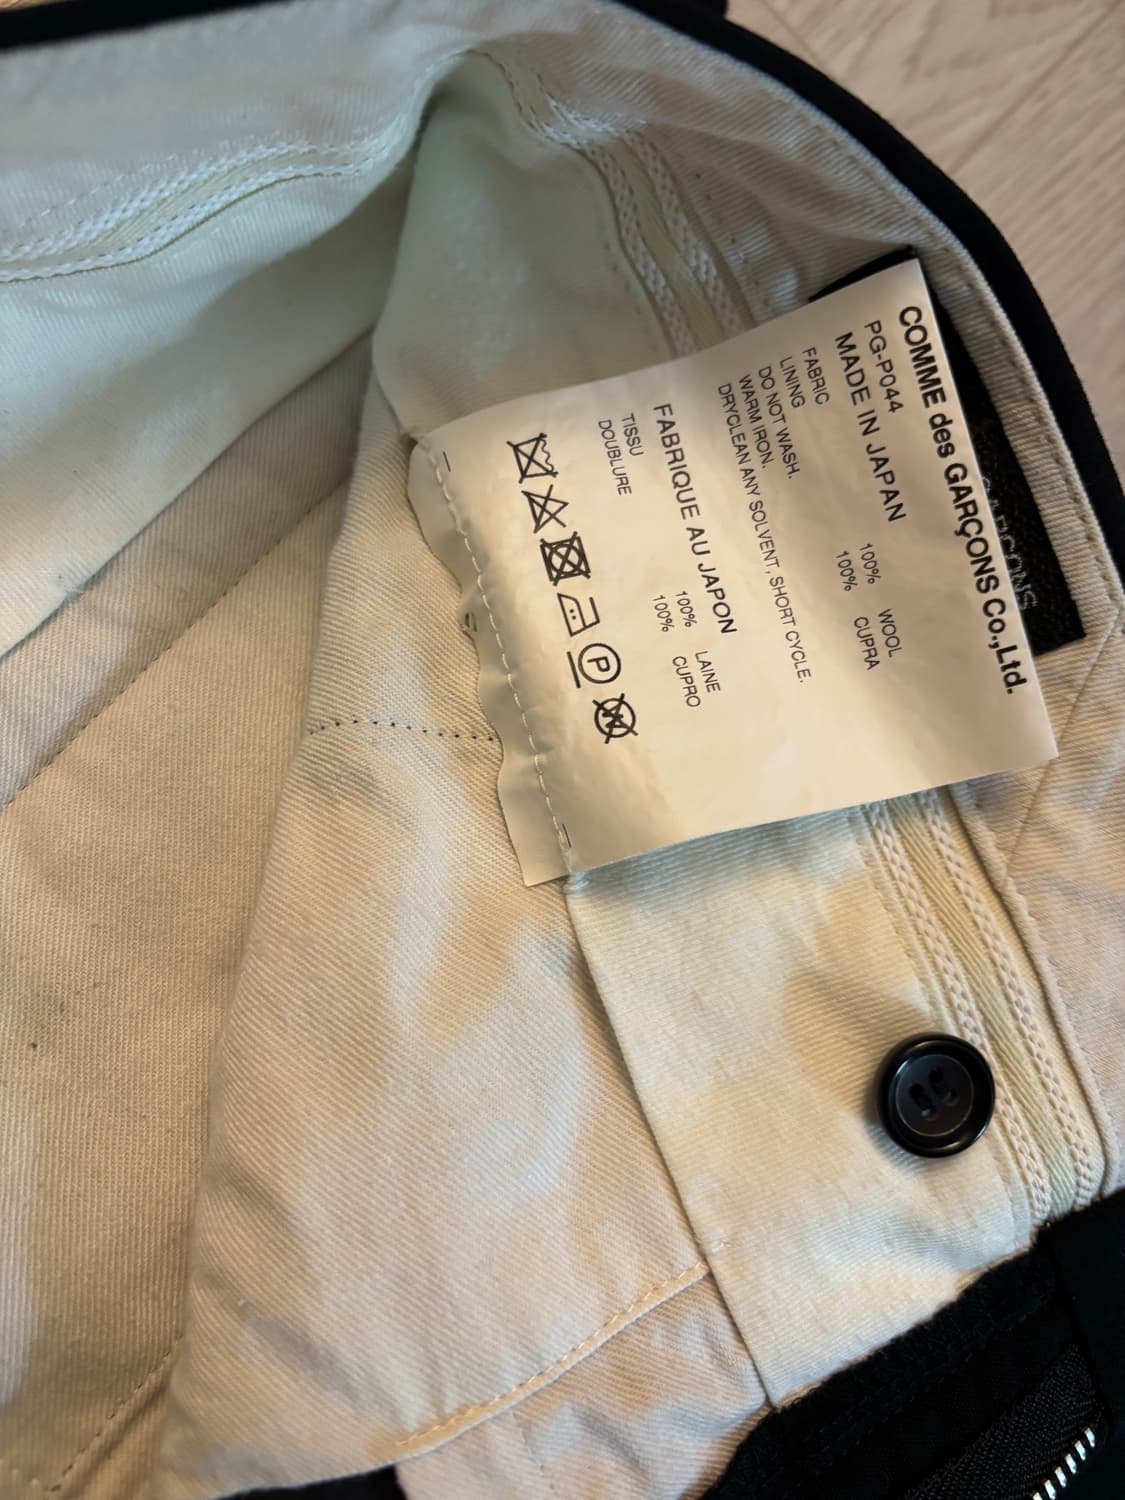 COMME des GARÇONS Co.,Ltd.
PG-P044
MADE IN JAPAN
FABRIC 100% WOOL
LINING 100% CUPRA
DO NOT WASH.
WARM IRON.
DRYCLEAN ANY SOLVENT, SHORT CYCLE.
FABRIQUE AU JAPON
TISSU 100% LAINE
DOUBLURE 100% CUPRO
P
W